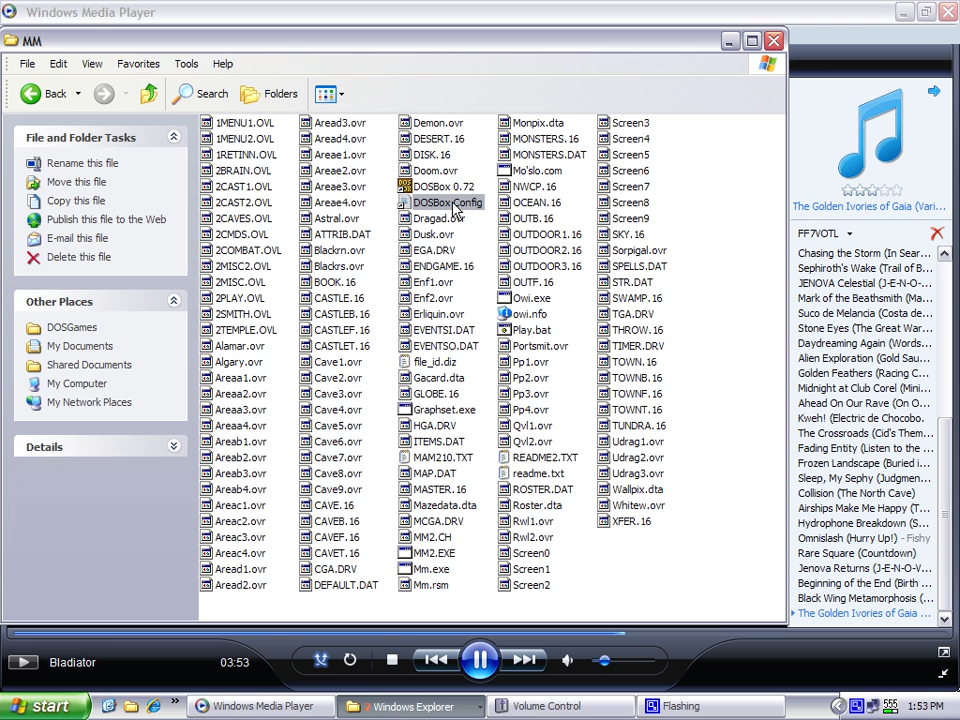 Windows Media Player
MM
File Edit View Favorites Tools Help
Back Search Folders
File and Folder Tasks
Rename this file
Move this file
Copy this file
Publish this file to the Web
E-mail this file
Delete this file
Other Places
DOSGames
My Documents
Shared Documents
My Computer
My Network Places
Details
1MENU1.OVL
1MENU2.OVL
1RETINN.OVL
2BRAIN.OVL
2CAST1.OVL
2CAST2.OVL
2CAVES.OVL
2CMDS.OVL
2COMBAT.OVL
2MISC2.OVL
2MISC.OVL
2PLAY.OVL
2SMITH.OVL
2TEMPLE.OVL
Alamar.ovr
Algary.ovr
Areaa1.ovr
Areaa2.ovr
Areaa3.ovr
Areaa4.ovr
Areab1.ovr
Areab2.ovr
Areab3.ovr
Areab4.ovr
Areac1.ovr
Areac2.ovr
Areac3.ovr
Areac4.ovr
Aread1.ovr
Aread2.ovr
Aread3.ovr
Aread4.ovr
Areae1.ovr
Areae2.ovr
Areae3.ovr
Areae4.ovr
Astral.ovr
ATTRIB.DAT
Blackrn.ovr
Blackrs.ovr
BOOK.16
CASTLE.16
CASTLEB.16
CASTLEF.16
CASTLET.16
Cave1.ovr
Cave2.ovr
Cave3.ovr
Cave4.ovr
Cave5.ovr
Cave6.ovr
Cave7.ovr
Cave8.ovr
Cave9.ovr
CAVE.16
CAVEB.16
CAVEF.16
CAVET.16
CGA.DRV
DEFAULT.DAT
Demon.ovr
DESERT.16
DISK.16
Doom.ovr
DOSBox 0.72
DOSBox Config
Dragad.
Dusk.ovr
EGA.DRV
ENDGAME.16
Enf1.ovr
Enf2.ovr
Erliquin.ovr
EVENTSI.DAT
EVENTSO.DAT
file_id.diz
Gacard.dta
GLOBE.16
Graphset.exe
HGA.DRV
ITEMS.DAT
MAM210.TXT
MAP.DAT
MASTER.16
Mazedata.dta
MCGA.DRV
MM2.CH
MM2.EXE
Mm.exe
Mm.rsm
Monpix.dta
MONSTERS.16
MONSTERS.DAT
Mo'slo.com
NWCP.16
OCEAN.16
OUTB.16
OUTDOOR1.16
OUTDOOR2.16
OUTDOOR3.16
OUTF.16
Owi.exe
owi.nfo
Play.bat
Portsmit.ovr
Pp1.ovr
Pp2.ovr
Pp3.ovr
Pp4.ovr
Qvl1.ovr
Qvl2.ovr
README2.TXT
readme.txt
ROSTER.DAT
Roster.dta
Rwl1.ovr
Rwl2.ovr
Screen0
Screen1
Screen2
Screen3
Screen4
Screen5
Screen6
Screen7
Screen8
Screen9
SKY.16
Sorpigal.ovr
SPELLS.DAT
STR.DAT
SWAMP.16
TGA.DRV
THROW.16
TIMER.DRV
TOWN.16
TOWNB.16
TOWNF.16
TOWNT.16
TUNDRA.16
Udrag1.ovr
Udrag2.ovr
Udrag3.ovr
Wallpix.dta
Whitew.ovr
XFER.16
The Golden Ivories of Gaia (Vari...
FF7VOTL
Chasing the Storm (In Sear...
Sephiroth's Wake (Trail of B...
JENOVA Celestial (J-E-N-O-...
Mark of the Beathsmith (Ma...
Suco de Melancia (Costa de...
Stone Eyes (The Great War...
Daydreaming Again (Words...
Alien Exploration (Gold Sau...
Golden Feathers (Racing C...
Midnight at Club Corel (Mini...
Ahead On Our Rave (On O...
Kweh! (Electric de Chocobo.
The Crossroads (Cid's Them...
Fading Entity (Listen to the ...
Frozen Landscape (Buried i...
Sleep, My Sephy (Judgmen...
Collision (The North Cave)
Airships Make Me Happy (T...
Hydrophone Breakdown (S...
Omnislash (Hurry Up!) - Fishy
Rare Square (Countdown)
Jenova Returns (J-E-N-O-V...
Beginning of the End (Birth ...
Black Wing Metamorphosis (...
The Golden Ivories of Gaia ...
Bladiator 03:53
start Windows Media Player 2 Windows Explorer Volume Control Flashing 555 1:53 PM